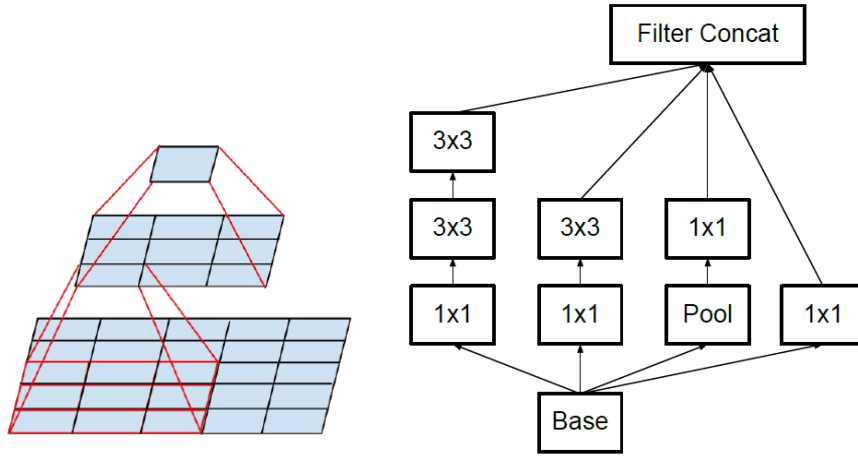 Filter Concat
3x3
3x3 3x3 1x1
1x1 1x1 Pool 1x1
Base